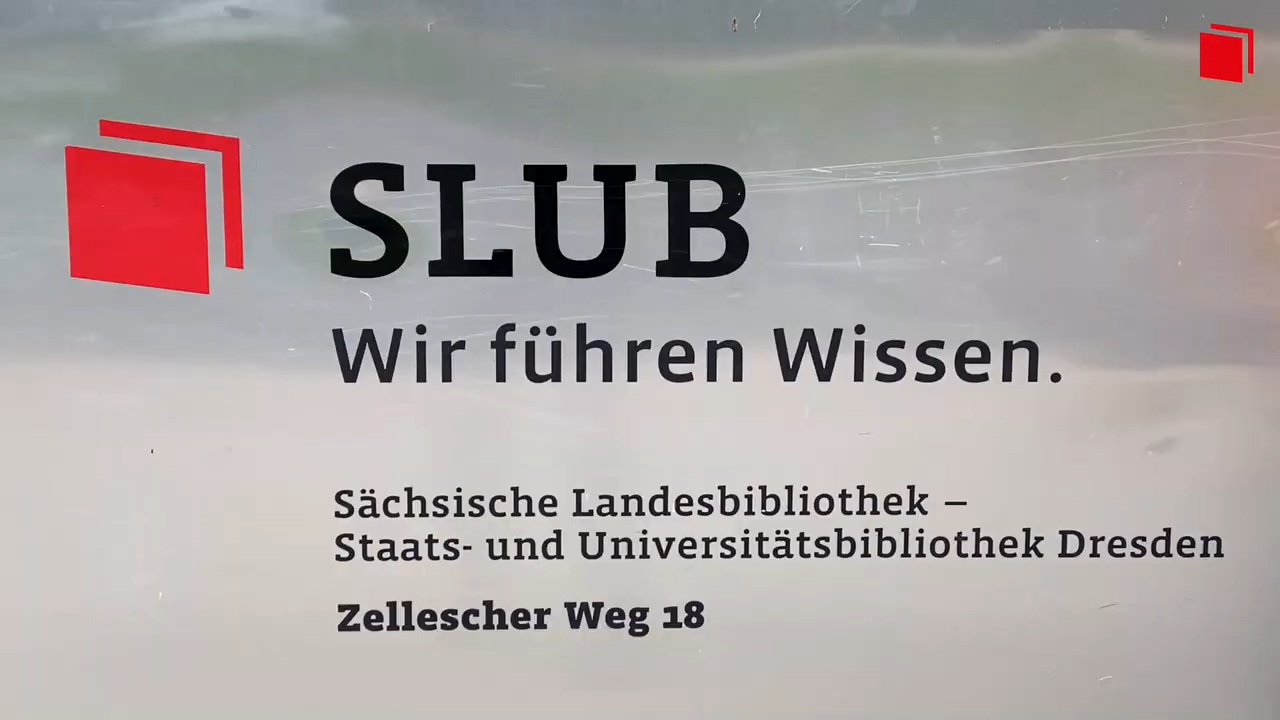 SLUB
Wir führen Wissen.
Sächsische Landesbibliothek –
Staats- und Universitätsbibliothek Dresden
Zellescher Weg 18